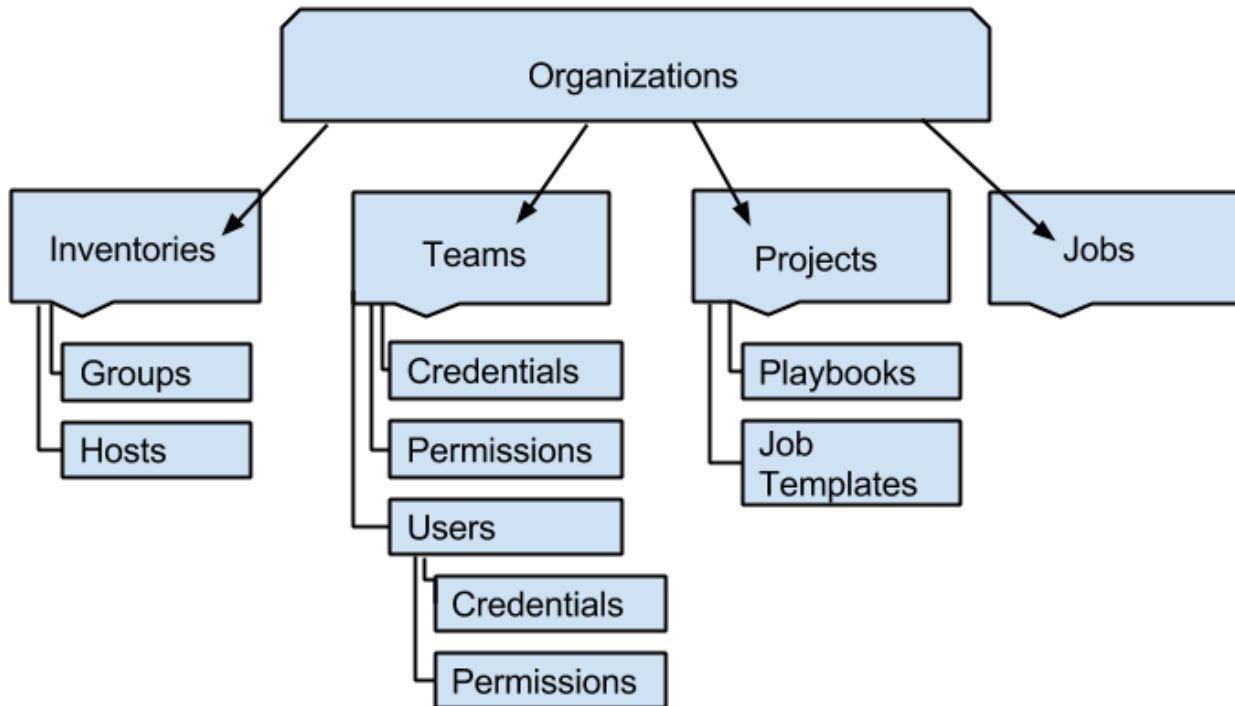 Organizations
Inventories
Teams
Projects
Jobs
Groups
Hosts
Credentials
Permissions
Users
Credentials
Permissions
Playbooks
Job
Templates